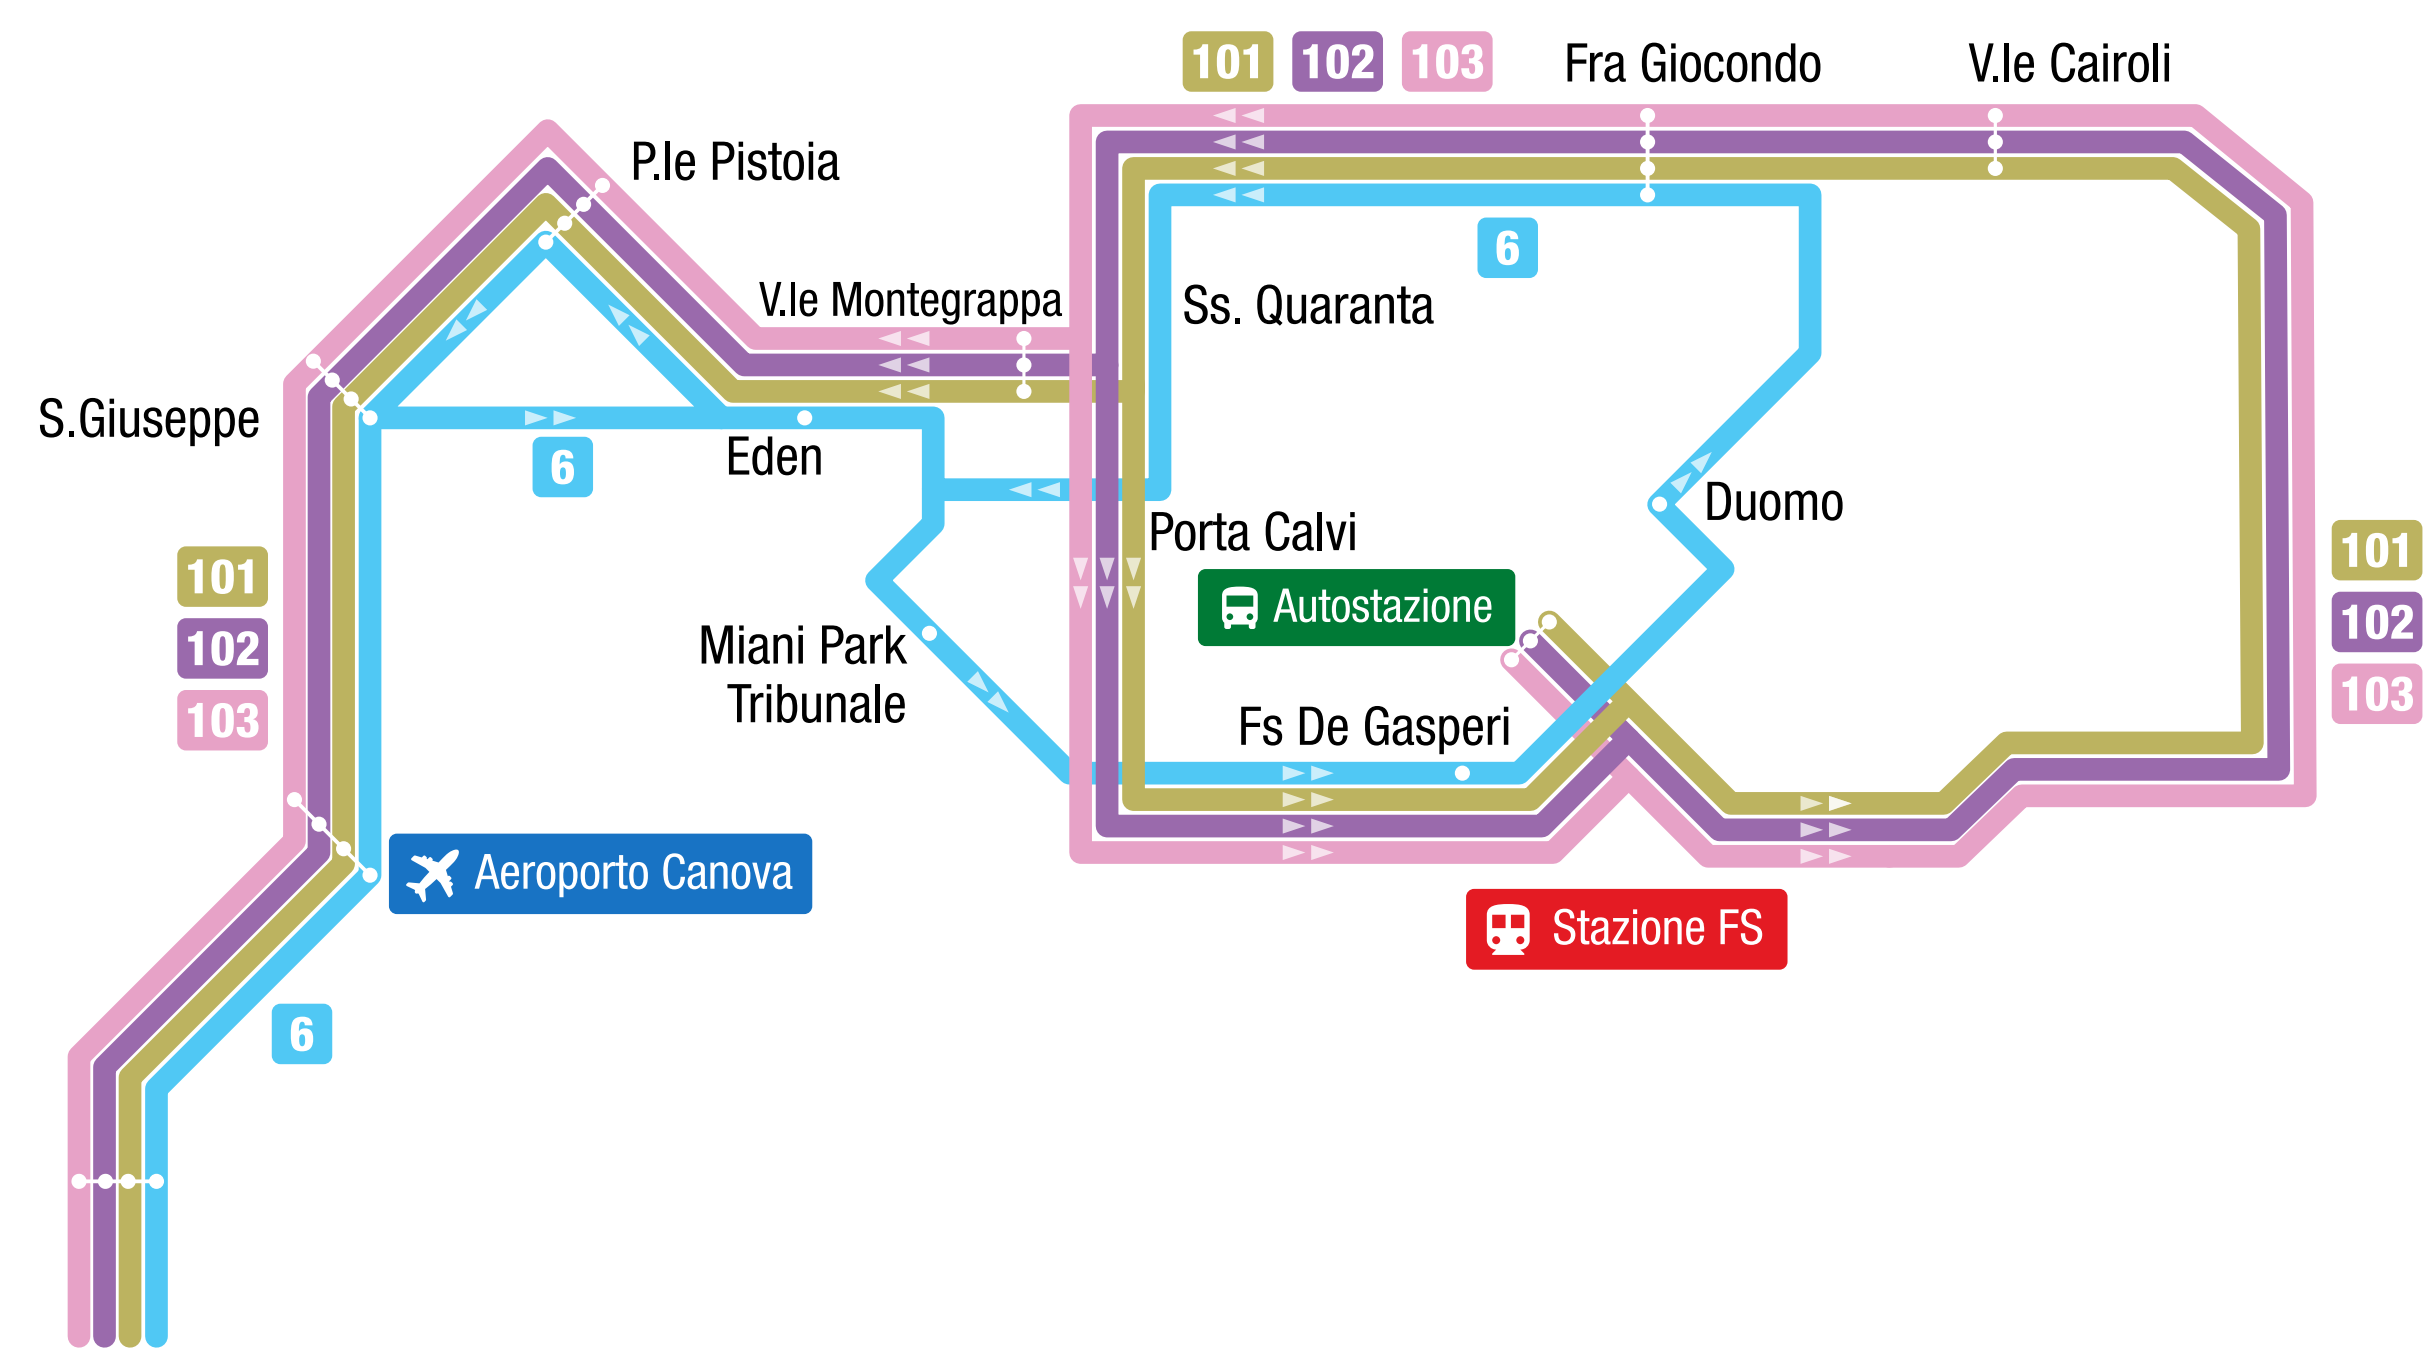 101 102 103 Fra Giocondo V.le Cairoli
P.le Pistoia
6
V.le Montegrappa
Ss. Quaranta
S.Giuseppe
Eden
6
Duomo
Porta Calvi
101
102
103
Autostazione
101
102
103
Miani Park
Tribunale
Fs De Gasperi
Aeroporto Canova
Stazione FS
6